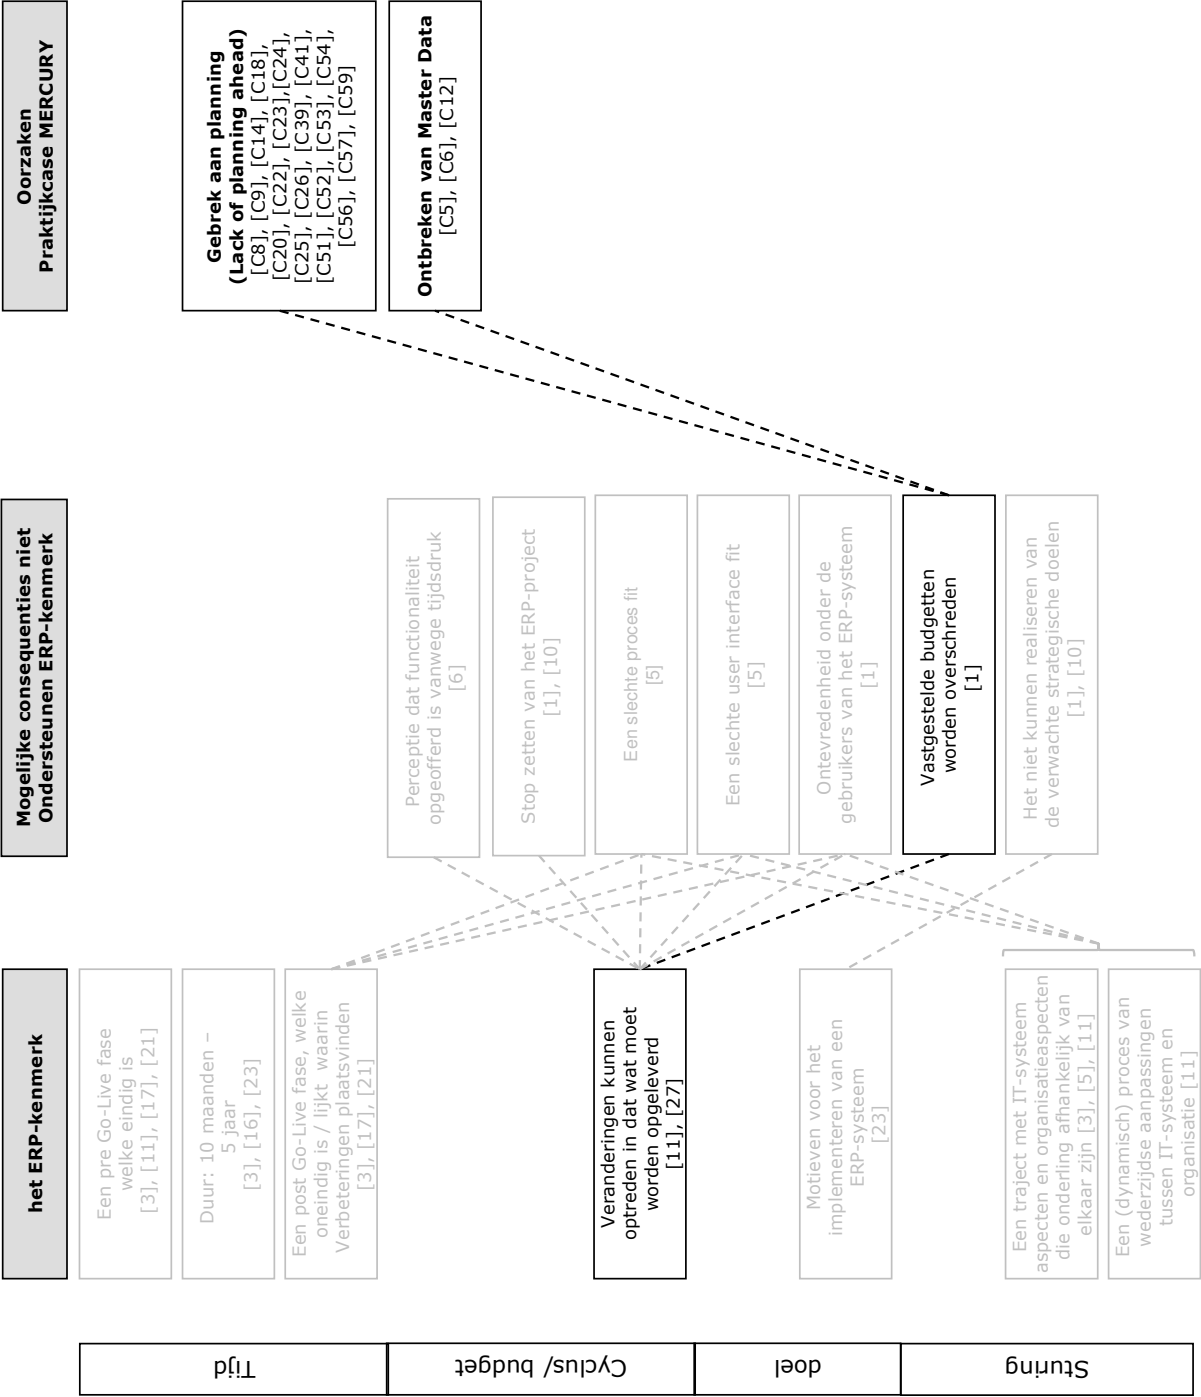 het ERP-kenmerk
Mogelijke consequenties niet
Ondersteunen ERP-kenmerk
Oorzaken
Praktijkcase MERCURY
Tijd
Een pre Go-Live fase
welke eindig is
[3], [11], [17], [21]
Duur: 10 maanden –
5 jaar
[3], [16], [23]
Een post Go-Live fase, welke
oneindig is / lijkt waarin
Verbeteringen plaatsvinden
[3], [17], [21]
Cyclus/ budget
Veranderingen kunnen
optreden in dat wat moet
worden opgeleverd
[11], [27]
doel
Motieven voor het
implementeren van een
ERP-systeem
[23]
Sturing
Een traject met IT-systeem
aspecten en organisatieaspecten
die onderling afhankelijk van
elkaar zijn [3], [5], [11]
Een (dynamisch) proces van
wederzijdse aanpassingen
tussen IT-systeem en
organisatie [11]
Perceptie dat functionaliteit
opgeofferd is vanwege tijdsdruk
[6]
Stop zetten van het ERP-project
[1], [10]
Een slechte proces fit
[5]
Een slechte user interface fit
[5]
Ontevredenheid onder de
gebruikers van het ERP-systeem
[1]
Vastgestelde budgetten
worden overschreden
[1]
Het niet kunnen realiseren van
de verwachte strategische doelen
[1], [10]
Gebrek aan planning
(Lack of planning ahead)
[C8], [C9], [C14], [C18],
[C20], [C22], [C23],[C24],
[C25], [C26], [C39], [C41],
[C51], [C52], [C53], [C54],
[C56], [C57], [C59]
Ontbreken van Master Data
[C5], [C6], [C12]